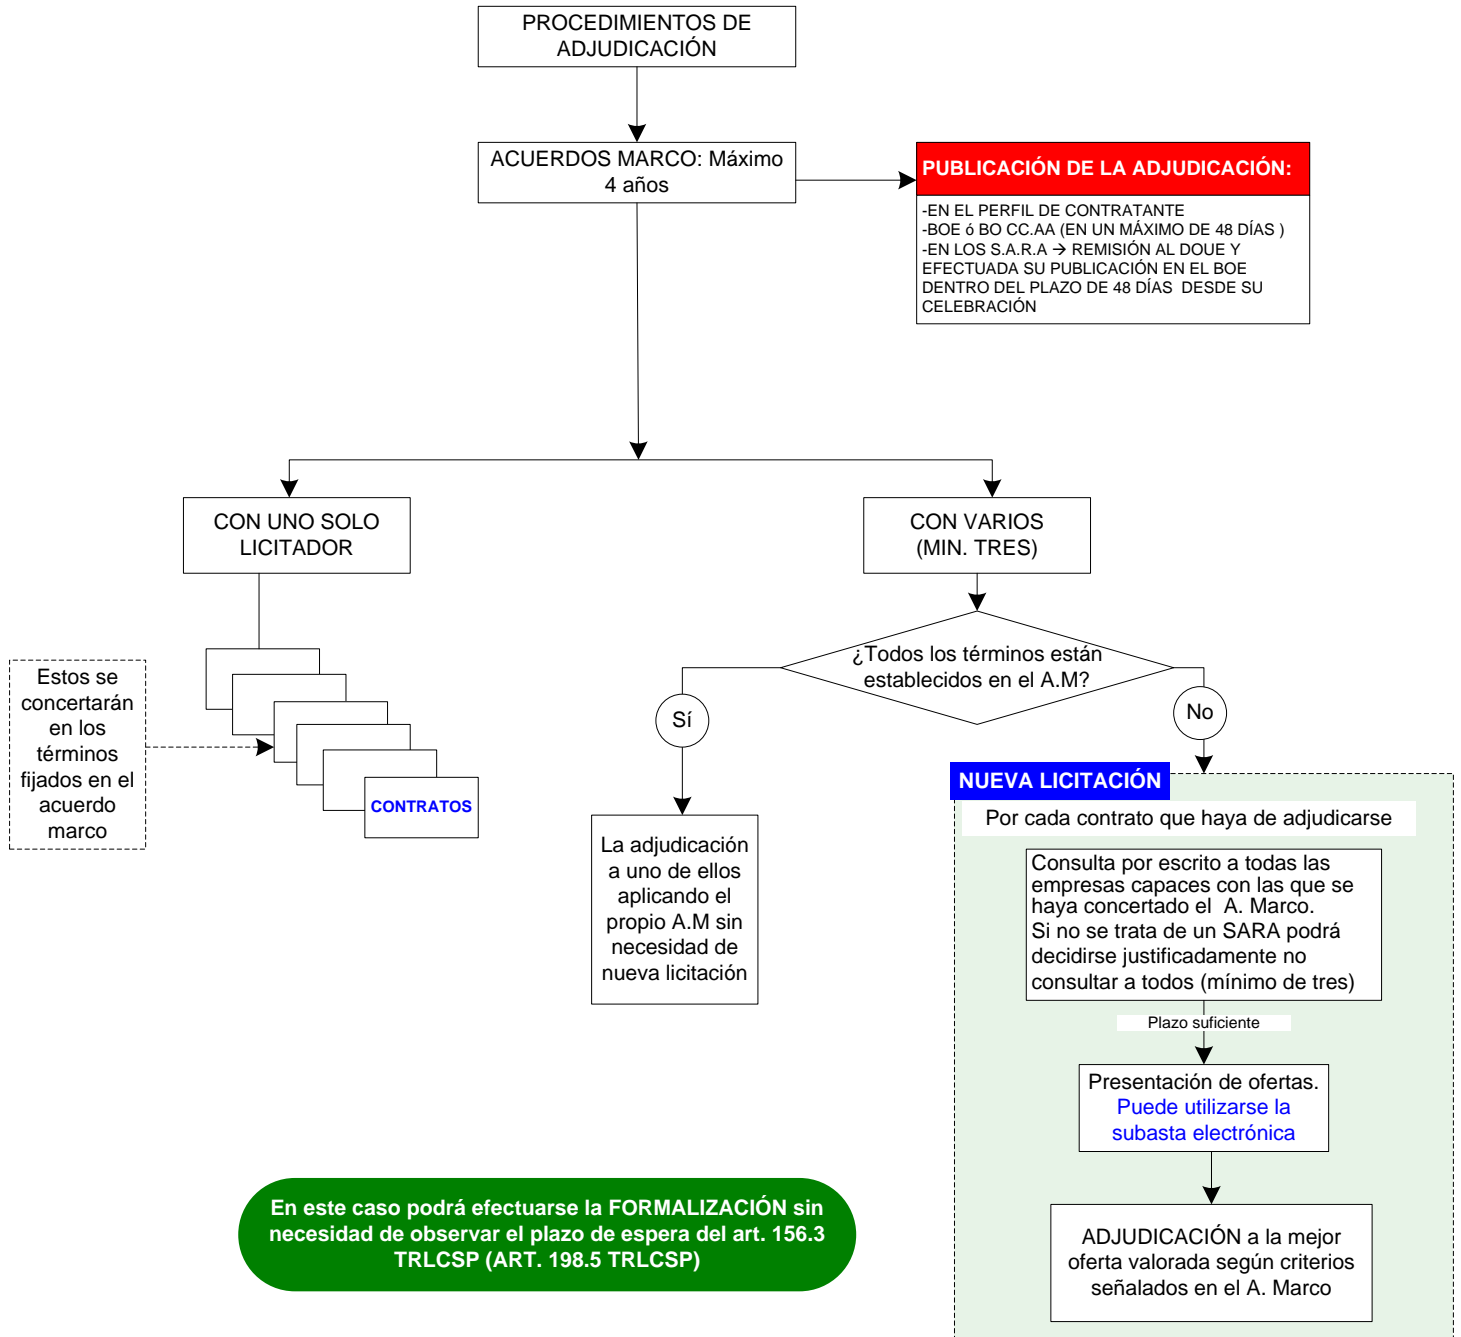 PROCEDIMIENTOS DE
ADJUDICACIÓN
ACUERDOS MARCO: Máximo
4 años
PUBLICACIÓN DE LA ADJUDICACIÓN:
-EN EL PERFIL DE CONTRATANTE
-BOE ó BO CC.AA (EN UN MÁXIMO DE 48 DÍAS )
-EN LOS S.A.R.A → REMISIÓN AL DOUE Y
EFECTUADA SU PUBLICACIÓN EN EL BOE
DENTRO DEL PLAZO DE 48 DÍAS DESDE SU
CELEBRACIÓN
CON UNO SOLO
LICITADOR
CON VARIOS
(MIN. TRES)
Estos se
concertarán
en los
términos
fijados en el
acuerdo
marco
CONTRATOS
¿Todos los términos están
establecidos en el A.M?
Sí
No
La adjudicación
a uno de ellos
aplicando el
propio A.M sin
necesidad de
nueva licitación
NUEVA LICITACIÓN
Por cada contrato que haya de adjudicarse
Consulta por escrito a todas las
empresas capaces con las que se
haya concertado el A. Marco.
Si no se trata de un SARA podrá
decidirse justificadamente no
consultar a todos (mínimo de tres)
Plazo suficiente
Presentación de ofertas.
Puede utilizarse la
subasta electrónica
ADJUDICACIÓN a la mejor
oferta valorada según criterios
señalados en el A. Marco
En este caso podrá efectuarse la FORMALIZACIÓN sin
necesidad de observar el plazo de espera del art. 156.3
TRLCSP (ART. 198.5 TRLCSP)